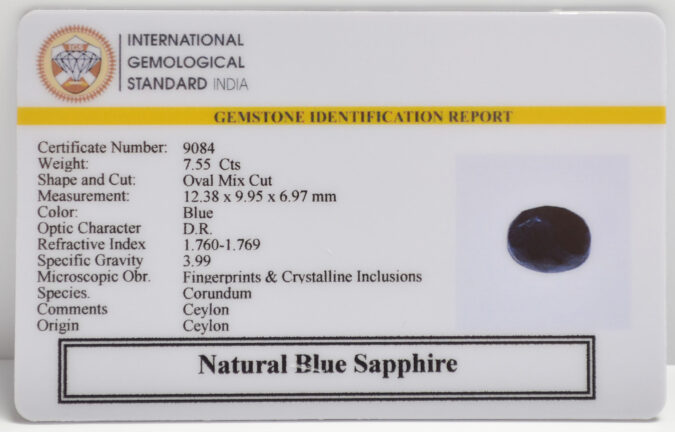 IGS
INTERNATIONAL
GEMOLOGICAL
STANDARD INDIA
GEMSTONE IDENTIFICATION REPORT
Certificate Number: 9084
Weight: 7.55 Cts
Shape and Cut: Oval Mix Cut
Measurement: 12.38 x 9.95 x 6.97 mm
Color: Blue
Optic Character D.R.
Refractive Index 1.760-1.769
Specific Gravity 3.99
Microscopic Obr. Fingerprints & Crystalline Inclusions
Species. Corundum
Comments Ceylon
Origin Ceylon
Natural Blue Sapphire